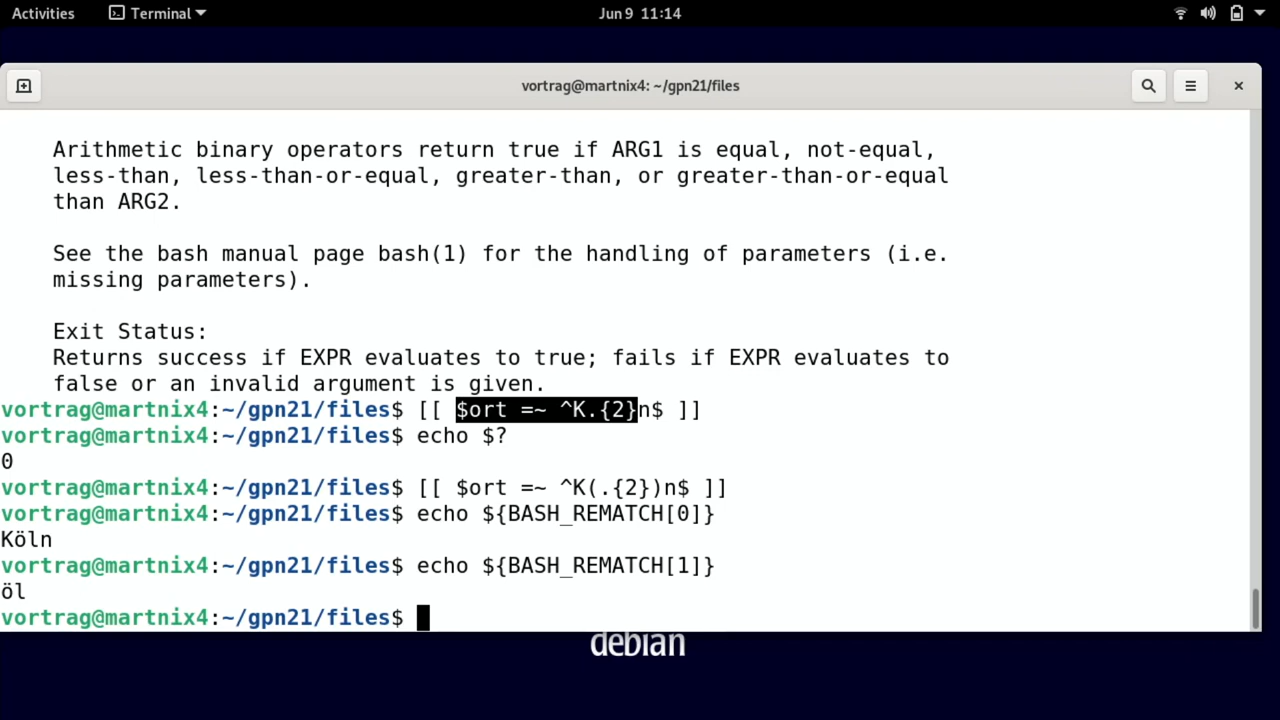 Activities Terminal Jun 9 11:14
vortrag@martnix4: ~/gpn21/files
Arithmetic binary operators return true if ARG1 is equal, not-equal,
less-than, less-than-or-equal, greater-than, or greater-than-or-equal
than ARG2.
See the bash manual page bash(1) for the handling of parameters (i.e.
missing parameters).
Exit Status:
Returns success if EXPR evaluates to true; fails if EXPR evaluates to
false or an invalid argument is given.
vortrag@martnix4:~/gpn21/files$ [[ $ort =~ ^K.{2}n$ ]]
vortrag@martnix4:~/gpn21/files$ echo $?
0
vortrag@martnix4:~/gpn21/files$ [[ $ort =~ ^K(.{2})n$ ]]
vortrag@martnix4:~/gpn21/files$ echo ${BASH_REMATCH[0]}
Köln
vortrag@martnix4:~/gpn21/files$ echo ${BASH_REMATCH[1]}
öl
vortrag@martnix4:~/gpn21/files$
debian